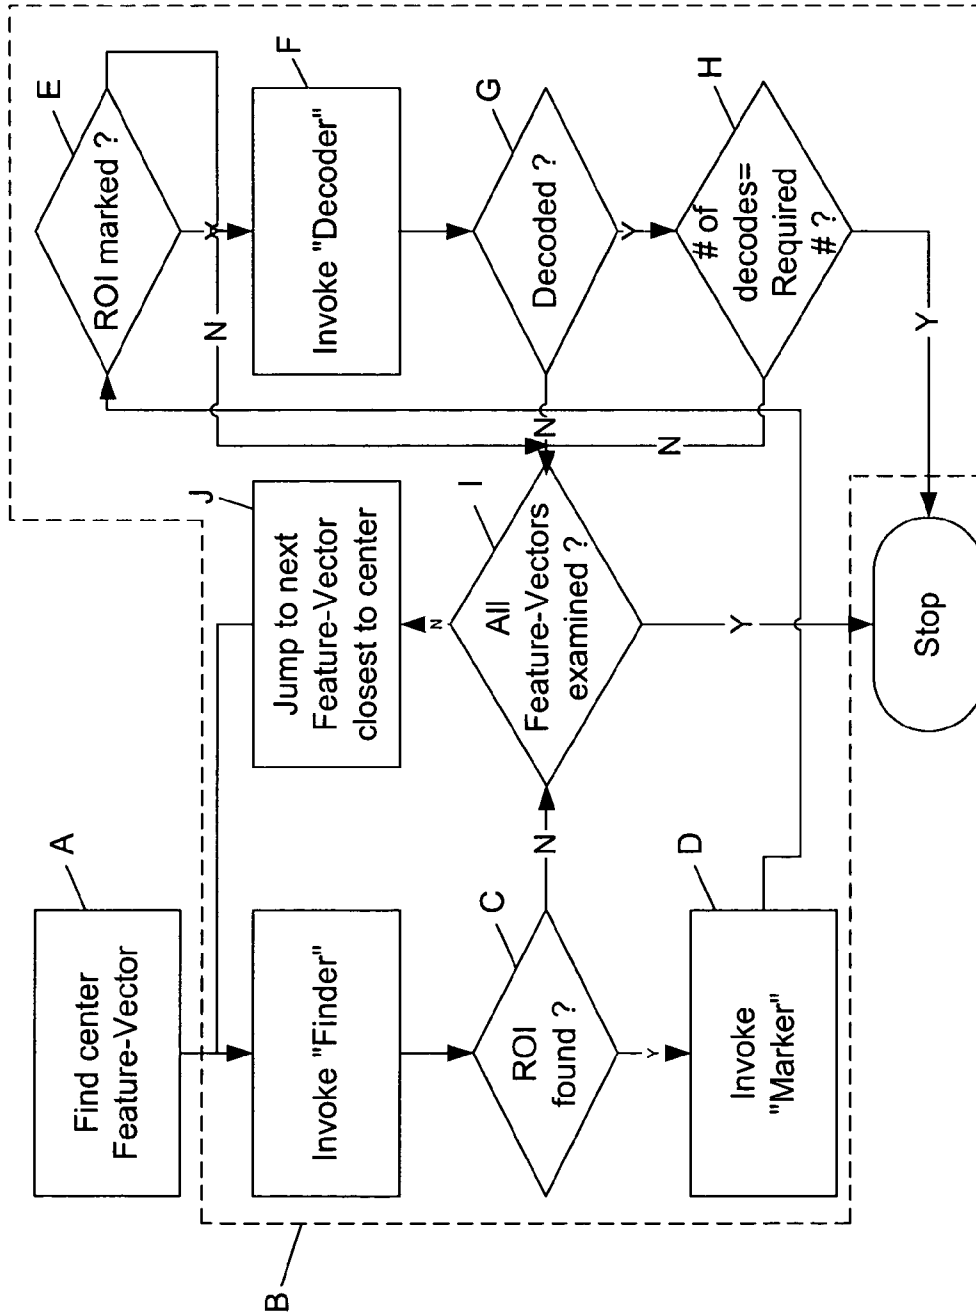 A
Find center
Feature-Vector
B
Invoke "Finder"
C
ROI
found ?
Y
N
D
Invoke
"Marker"
J
Jump to next
Feature-Vector
closest to center
N
I
All
Feature-Vectors
examined ?
Y
Stop
E
ROI marked ?
Y
N
F
Invoke "Decoder"
G
Decoded ?
N
Y
H
# of
decodes=
Required
# ?
N
Y